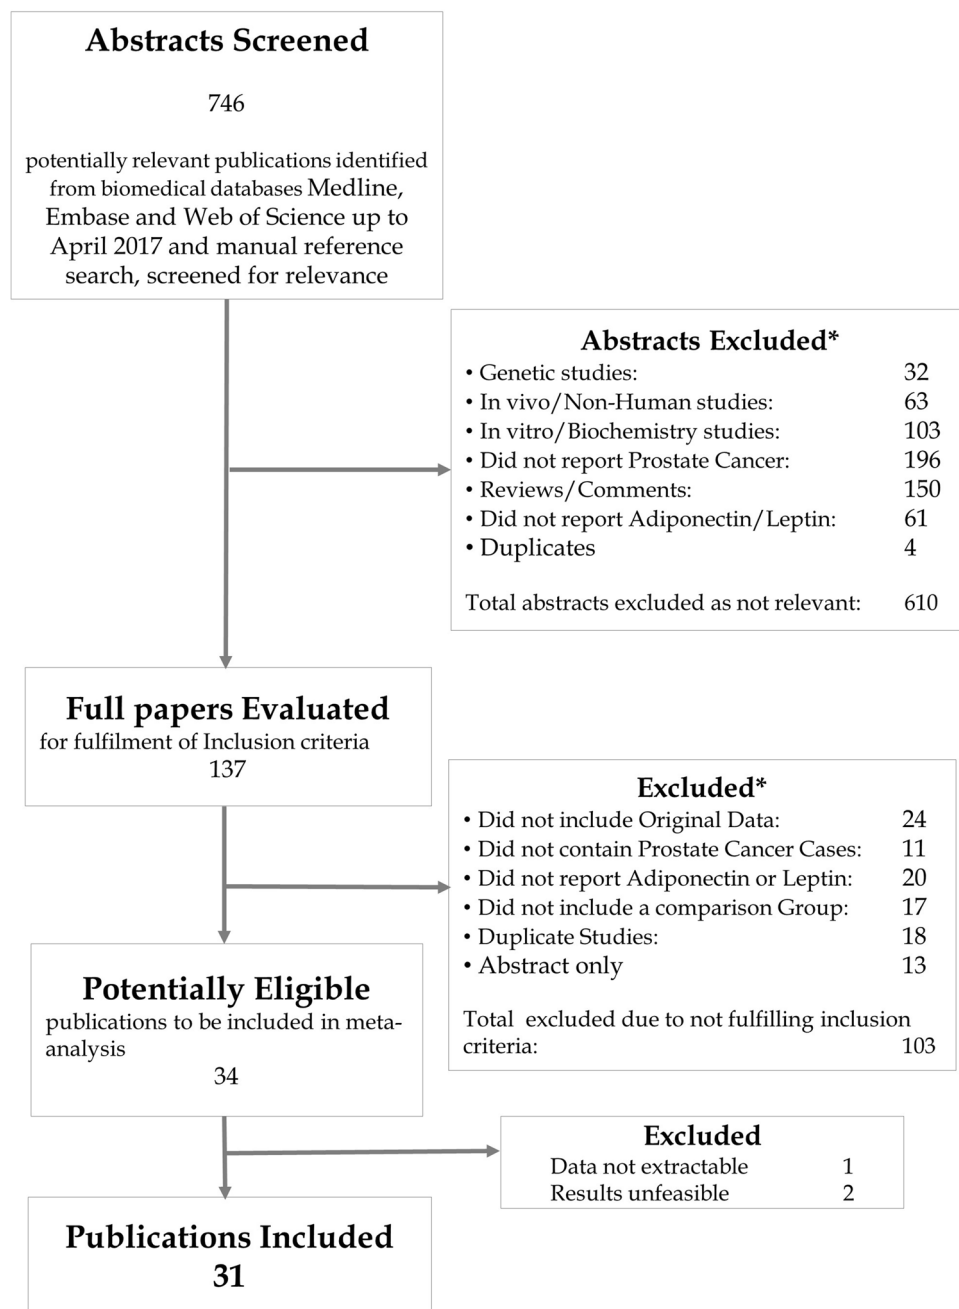 Abstracts Screened
746
potentially relevant publications identified
from biomedical databases Medline,
Embase and Web of Science up to
April 2017 and manual reference
search, screened for relevance
Abstracts Excluded*
• Genetic studies: 32
• In vivo/Non-Human studies: 63
• In vitro/Biochemistry studies: 103
• Did not report Prostate Cancer: 196
• Reviews/Comments: 150
• Did not report Adiponectin/Leptin: 61
• Duplicates 4
Total abstracts excluded as not relevant: 610
Full papers Evaluated
for fulfilment of Inclusion criteria
137
Excluded*
• Did not include Original Data: 24
• Did not contain Prostate Cancer Cases: 11
• Did not report Adiponectin or Leptin: 20
• Did not include a comparison Group: 17
• Duplicate Studies: 18
• Abstract only 13
Total excluded due to not fulfilling inclusion
criteria: 103
Potentially Eligible
publications to be included in meta-
analysis
34
Excluded
Data not extractable 1
Results unfeasible 2
Publications Included
31